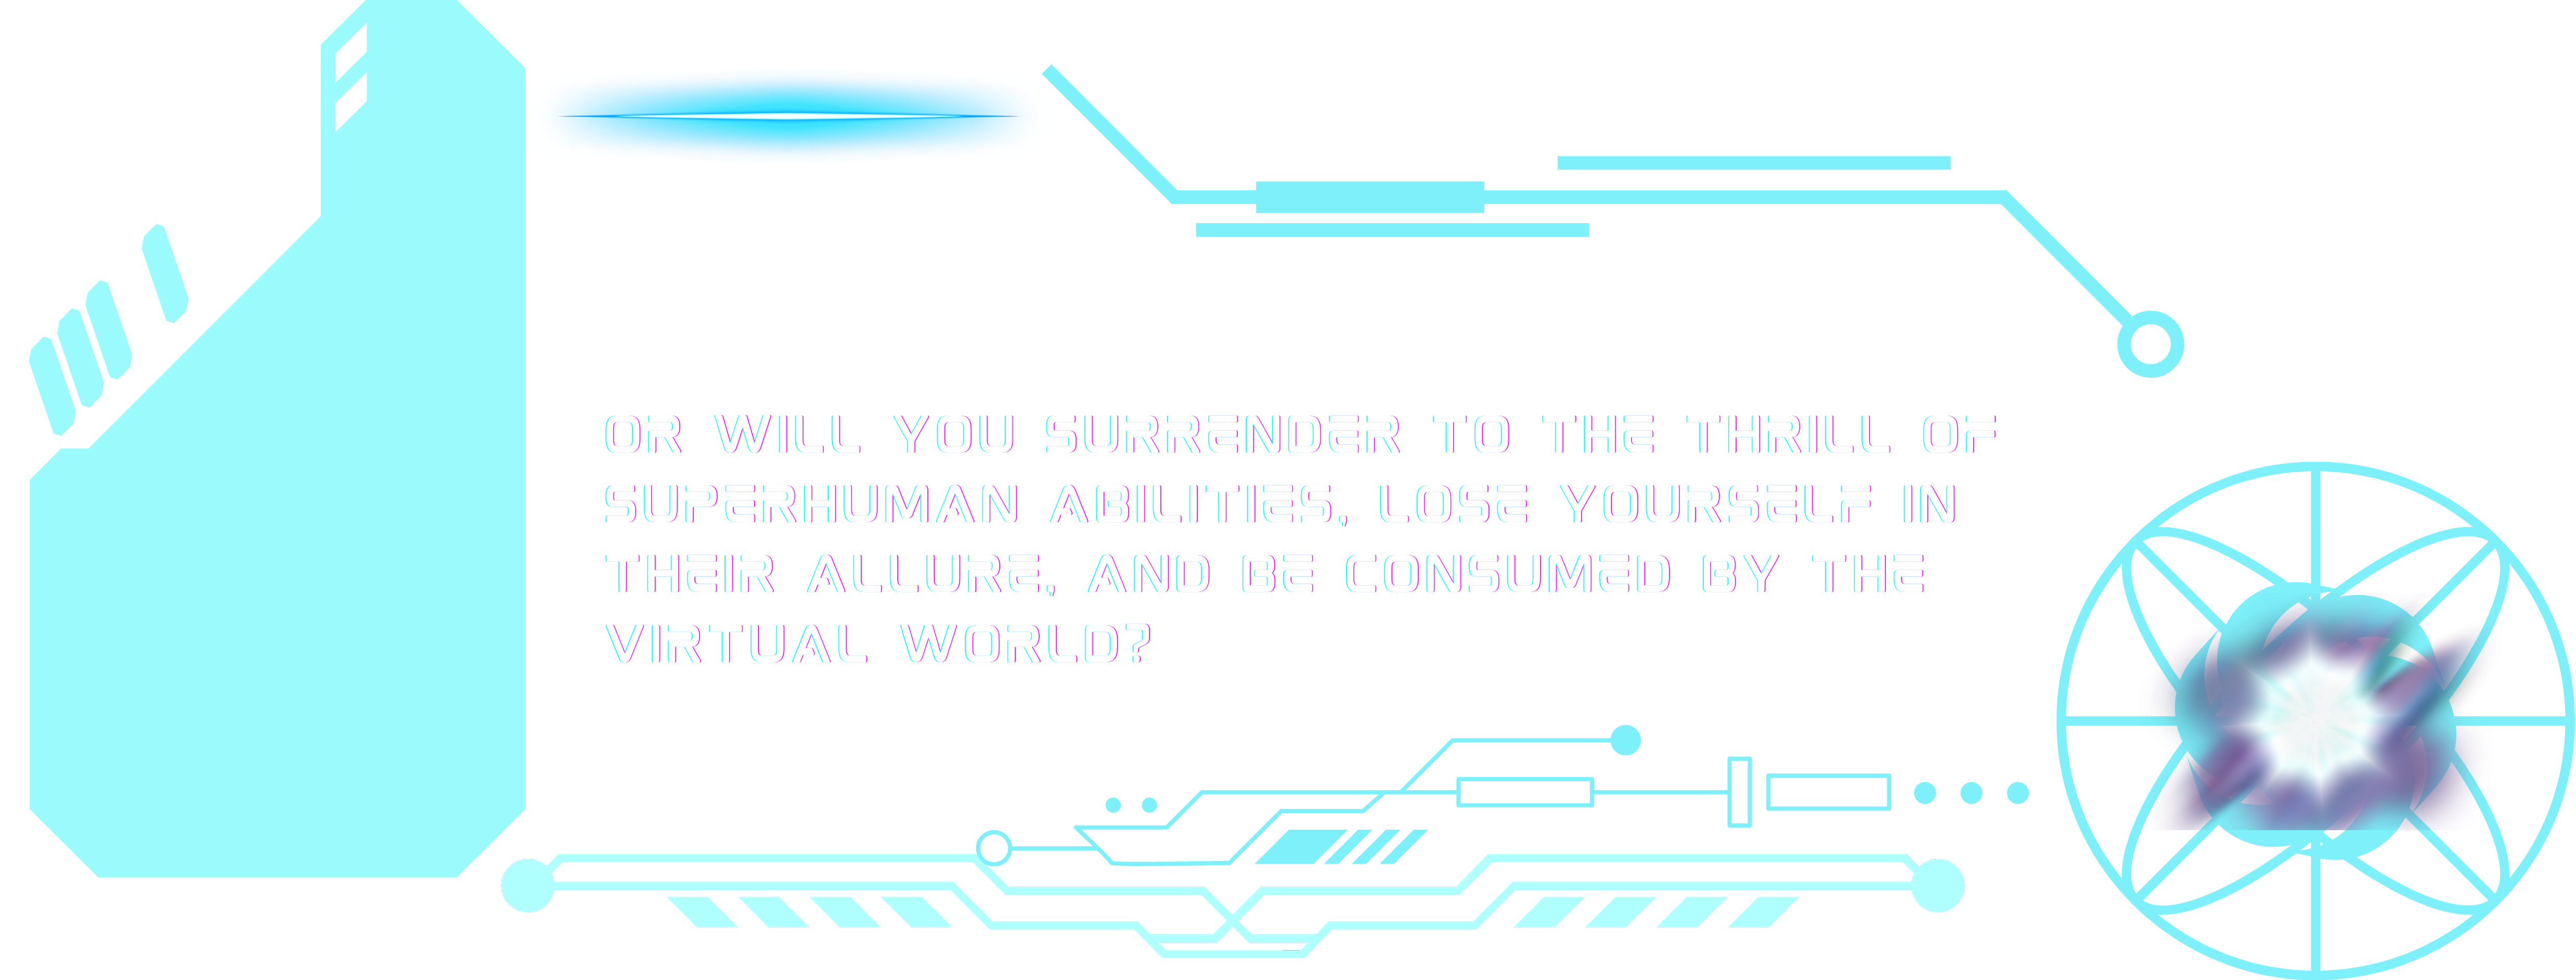 OR WILL YOU SURRENDER TO THE THRILL OF
SUPERHUMAN ABILITIES, LOSE YOURSELF IN
THEIR ALLURE, AND BE CONSUMED BY THE
VIRTUAL WORLD?